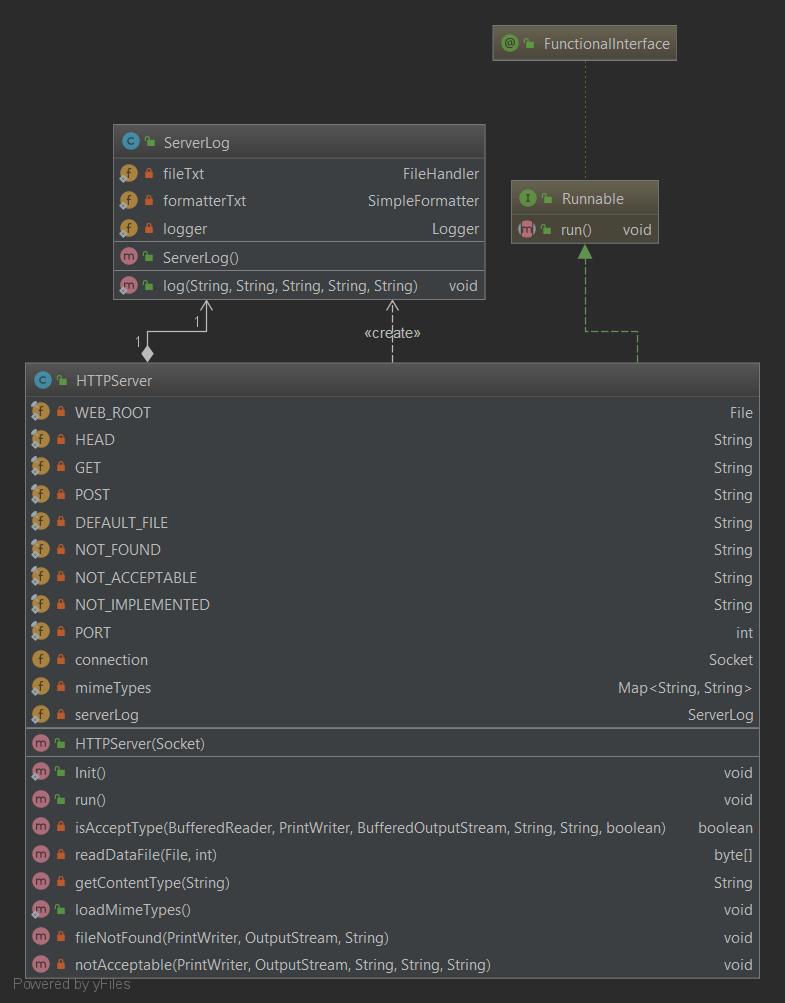 @ FunctionalInterface
C ServerLog
f fileTxt FileHandler
f formatterTxt SimpleFormatter
f logger Logger
m ServerLog()
m log(String, String, String, String, String) void
I Runnable
m run() void
1
1
«create»
C HTTPServer
f WEB_ROOT File
f HEAD String
f GET String
f POST String
f DEFAULT_FILE String
f NOT_FOUND String
f NOT_ACCEPTABLE String
f NOT_IMPLEMENTED String
f PORT int
f connection Socket
f mimeTypes Map<String, String>
f serverLog ServerLog
m HTTPServer(Socket)
m Init() void
m run() void
m isAcceptType(BufferedReader, PrintWriter, BufferedOutputStream, String, String, boolean) boolean
m readDataFile(File, int) byte[]
m getContentType(String) String
m loadMimeTypes() void
m fileNotFound(PrintWriter, OutputStream, String) void
m notAcceptable(PrintWriter, OutputStream, String, String, String) void
Powered by yFiles